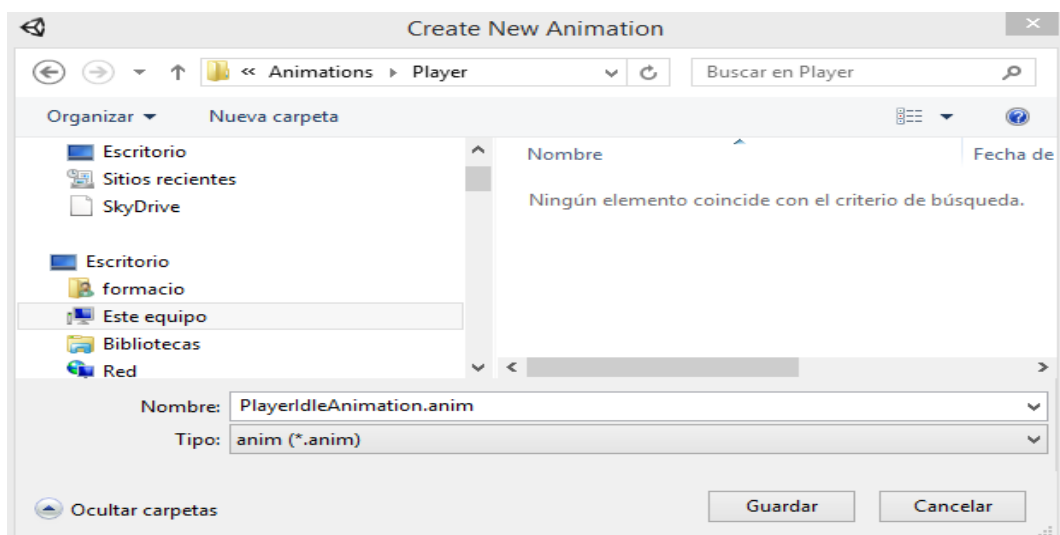 Create New Animation
« Animations Player
Buscar en Player
Organizar
Nueva carpeta
Escritorio
Sitios recientes
SkyDrive
Escritorio
formacio
Este equipo
Bibliotecas
Red
Nombre
Fecha de
Ningún elemento coincide con el criterio de búsqueda.
Nombre: PlayerIdleAnimation.anim
Tipo: anim (*.anim)
Ocultar carpetas
Guardar
Cancelar